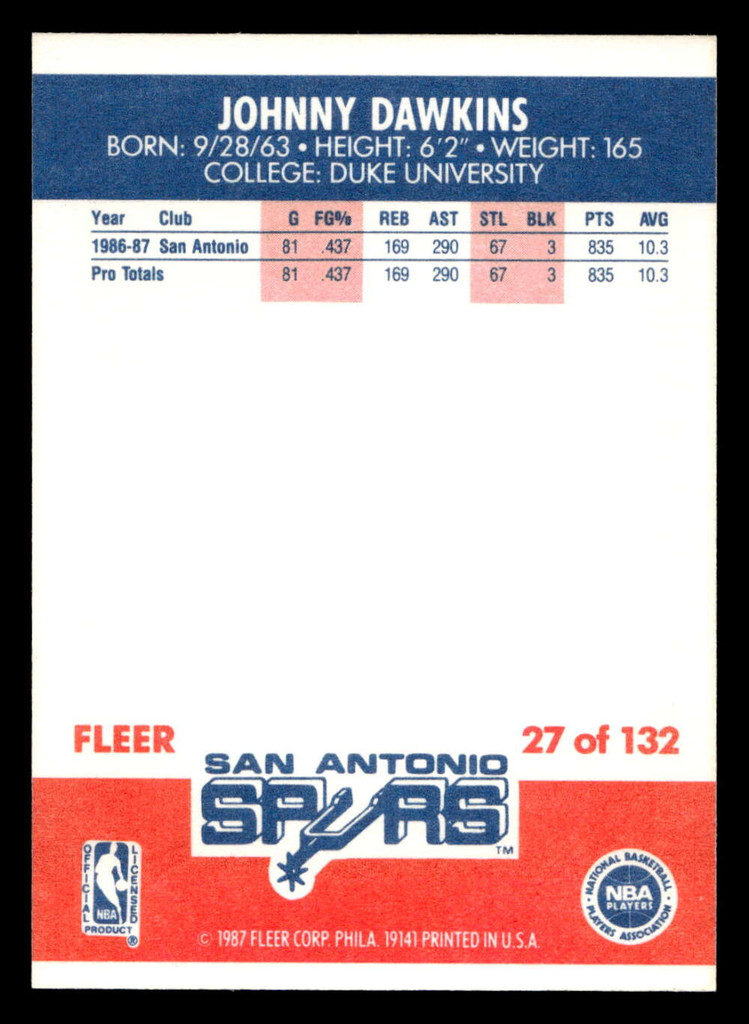 JOHNNY DAWKINS
BORN: 9/28/63 • HEIGHT: 6'2" • WEIGHT: 165
COLLEGE: DUKE UNIVERSITY
Year Club G FG% REB AST STL BLK PTS AVG
1986-87 San Antonio 81 .437 169 290 67 3 835 10.3
Pro Totals 81 .437 169 290 67 3 835 10.3
FLEER
27 of 132
SAN ANTONIO
SPURS
TM
OFFICIAL
LICENSED
NBA
PRODUCT
®
NATIONAL BASKETBALL
NBA
PLAYERS
PLAYERS ASSOCIATION
© 1987 FLEER CORP. PHILA. 19141 PRINTED IN U.S.A.